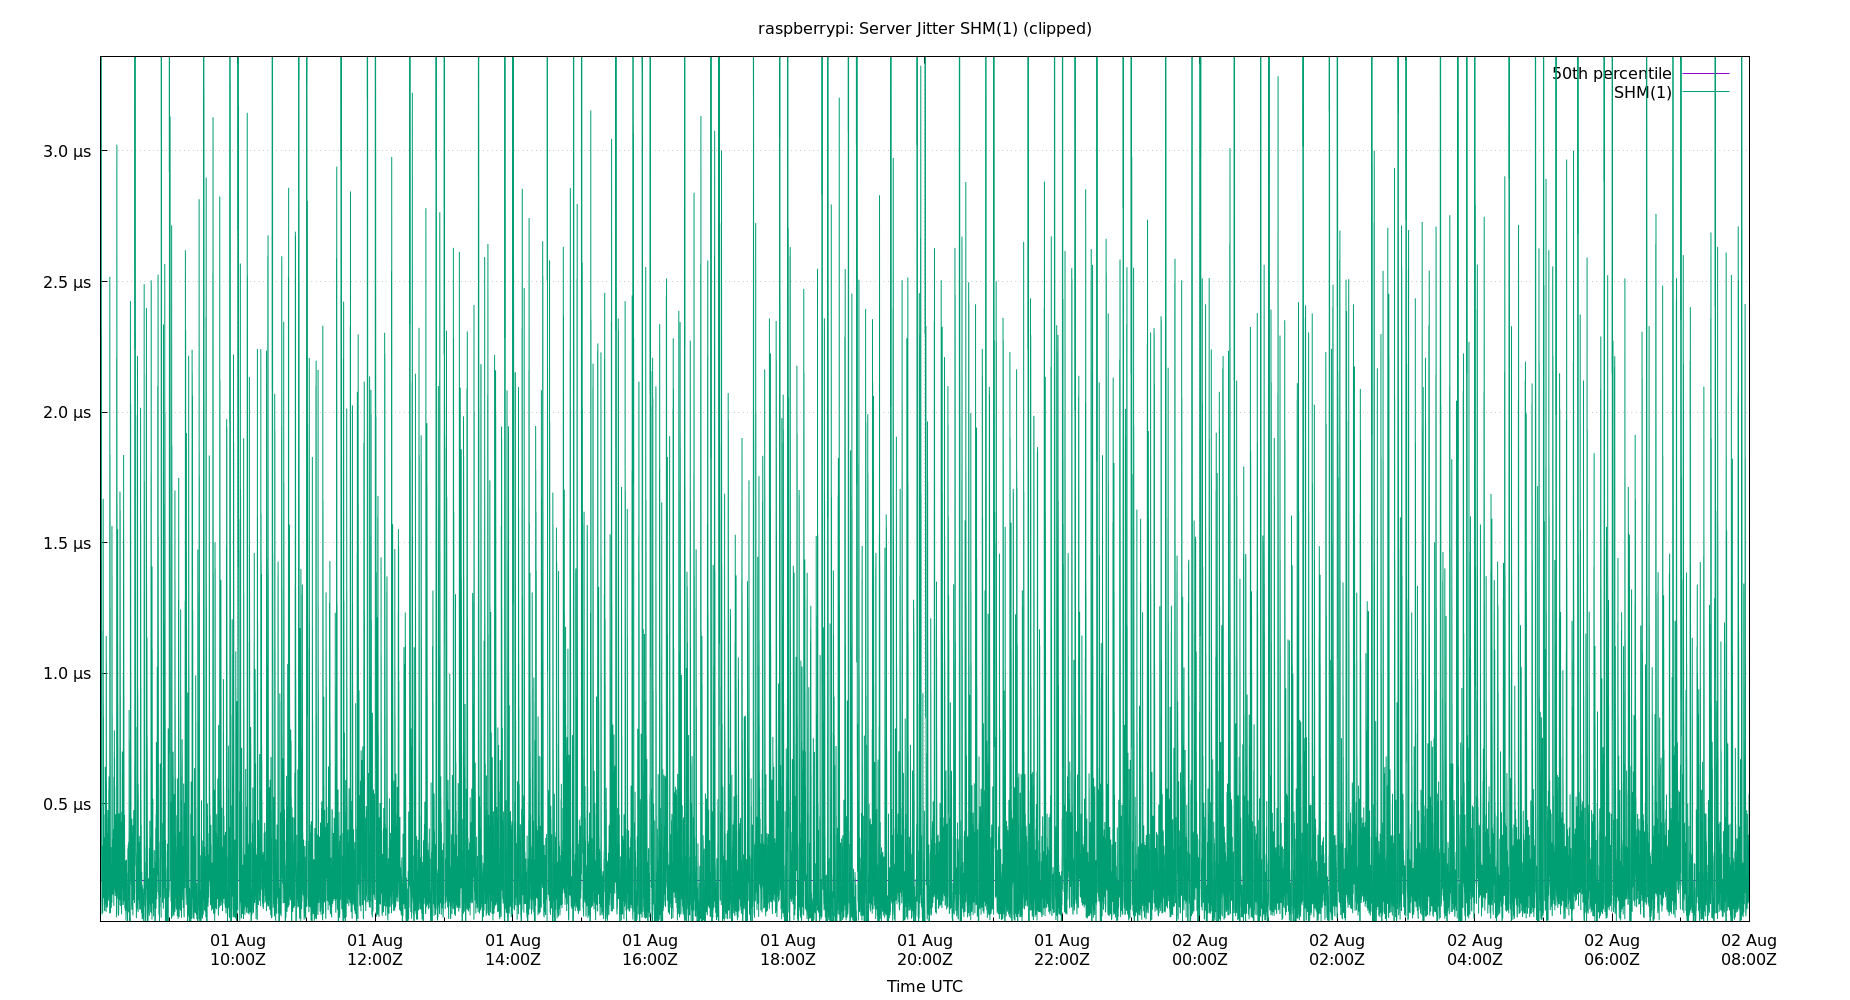 raspberrypi: Server Jitter SHM(1) (clipped)
50th percentile
SHM(1)
3.0 μs
2.5 μs
2.0 μs
1.5 μs
1.0 μs
0.5 μs
01 Aug 01 Aug 01 Aug 01 Aug 01 Aug 01 Aug 01 Aug 02 Aug 02 Aug 02 Aug 02 Aug 02 Aug
10:00Z 12:00Z 14:00Z 16:00Z 18:00Z 20:00Z 22:00Z 00:00Z 02:00Z 04:00Z 06:00Z 08:00Z
Time UTC